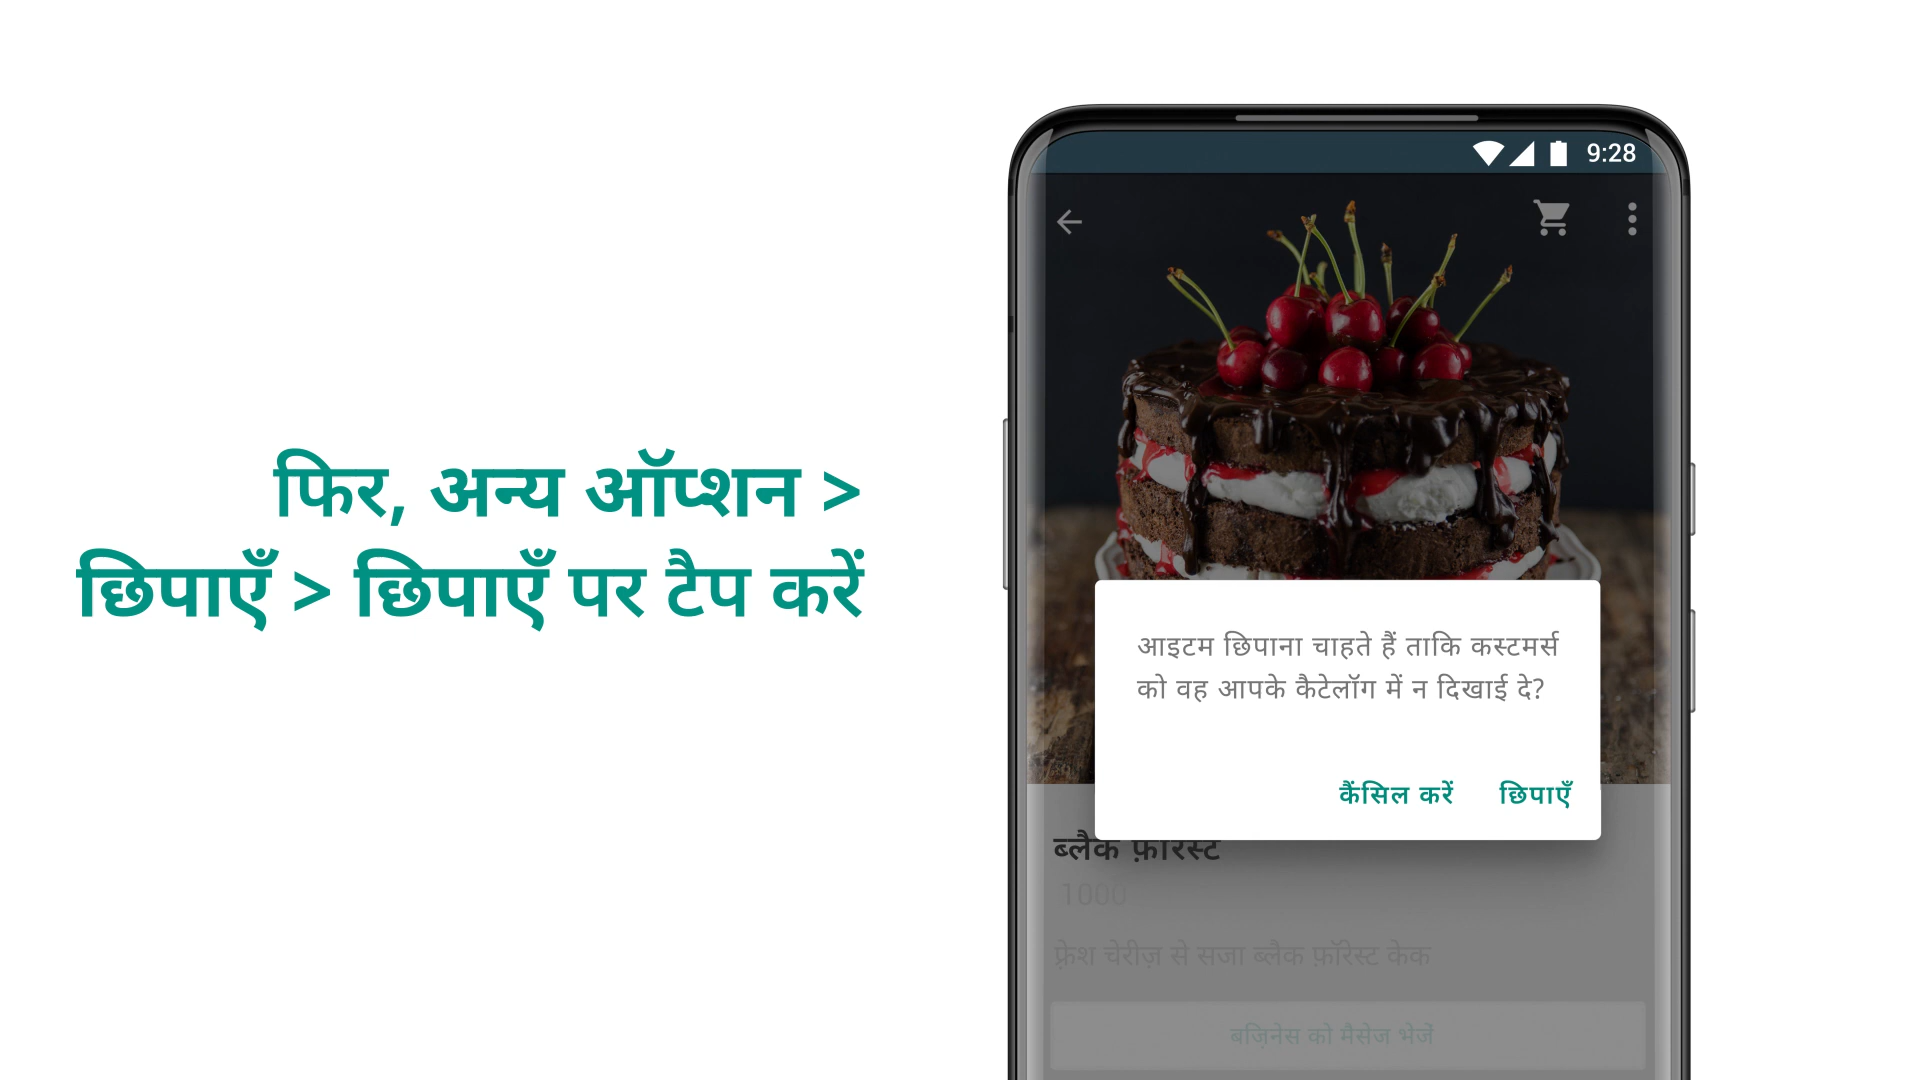 फिर, अन्य ऑप्शन >
छिपाएँ > छिपाएँ पर टैप करें
9:28
आइटम छिपाना चाहते हैं ताकि कस्टमर्स
को वह आपके कैटेलॉग में न दिखाई दे?
कैंसिल करें छिपाएँ
ब्लैक फ़ॉरेस्ट
1000
फ़्रेश चेरीज़ से सजा ब्लैक फ़ॉरेस्ट केक
बिज़नेस को मैसेज भेजें